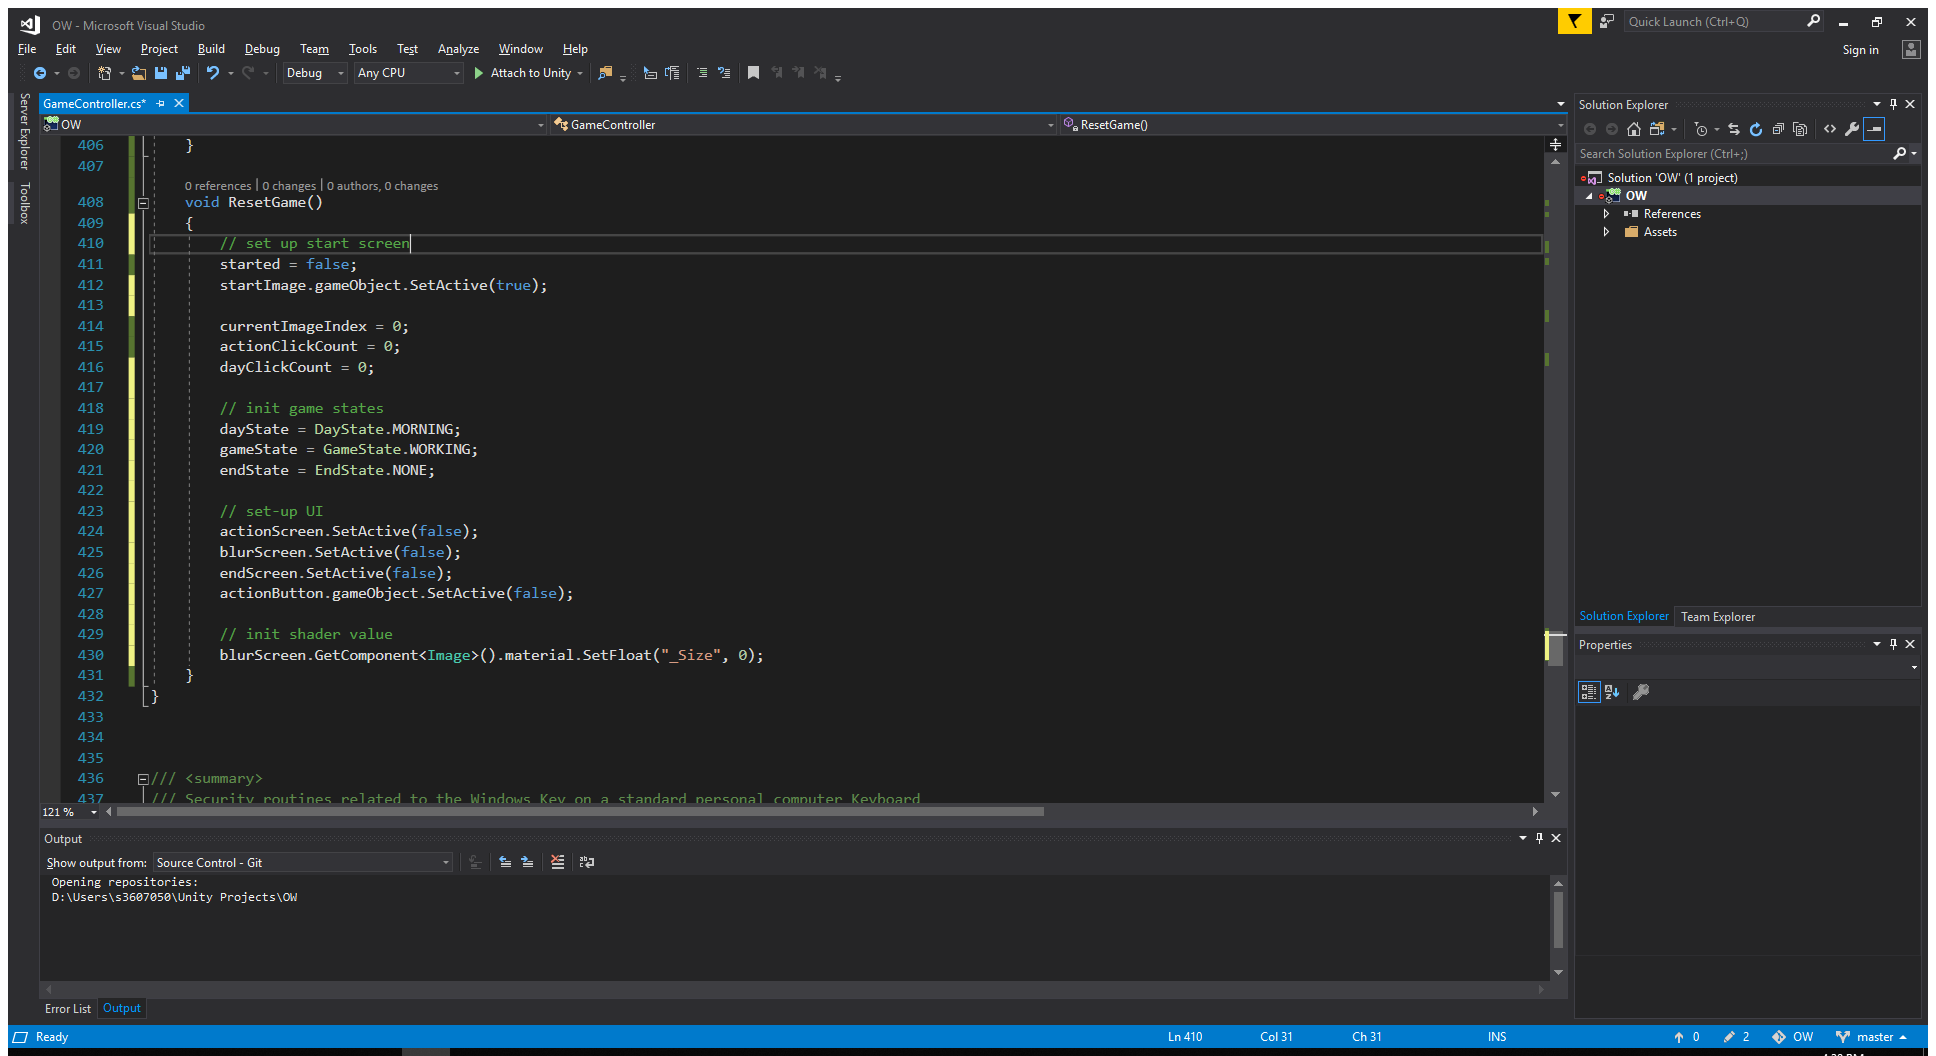 OW - Microsoft Visual Studio
Quick Launch (Ctrl+Q)
File Edit View Project Build Debug Team Tools Test Analyze Window Help
Sign in
Debug Any CPU Attach to Unity
Server Explorer
Toolbox
GameController.cs*
OW GameController ResetGame()
406 }
407
0 references | 0 changes | 0 authors, 0 changes
408 void ResetGame()
409 {
410 // set up start screen
411 started = false;
412 startImage.gameObject.SetActive(true);
413
414 currentImageIndex = 0;
415 actionClickCount = 0;
416 dayClickCount = 0;
417
418 // init game states
419 dayState = DayState.MORNING;
420 gameState = GameState.WORKING;
421 endState = EndState.NONE;
422
423 // set-up UI
424 actionScreen.SetActive(false);
425 blurScreen.SetActive(false);
426 endScreen.SetActive(false);
427 actionButton.gameObject.SetActive(false);
428
429 // init shader value
430 blurScreen.GetComponent<Image>().material.SetFloat("_Size", 0);
431 }
432 }
433
434
435
436 /// <summary>
437 /// Security routines related to the Windows Key on a standard personal computer Keyboard
121 %
Output
Show output from: Source Control - Git
Opening repositories:
D:\Users\s3607050\Unity Projects\OW
Error List Output
Solution Explorer
Search Solution Explorer (Ctrl+;)
Solution 'OW' (1 project)
OW
References
Assets
Solution Explorer Team Explorer
Properties
Ready Ln 410 Col 31 Ch 31 INS 0 2 OW master